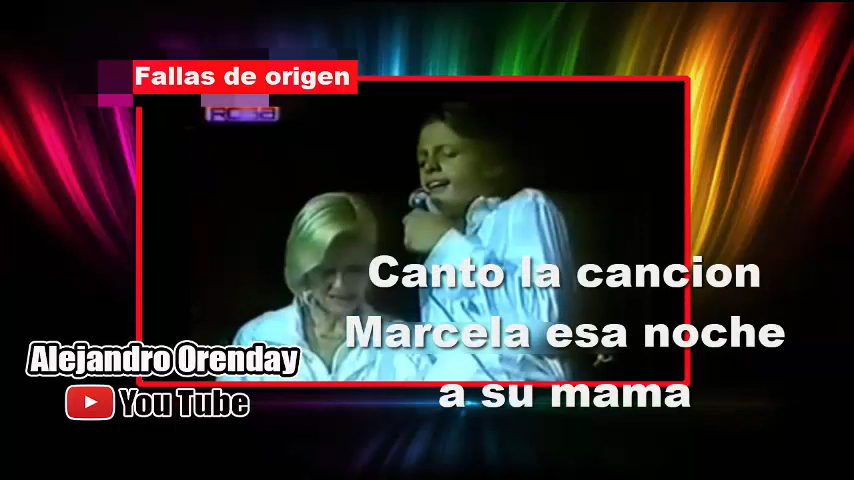 Fallas de origen
Canto la cancion
Marcela esa noche
a su mama
Alejandro Orenday
You Tube